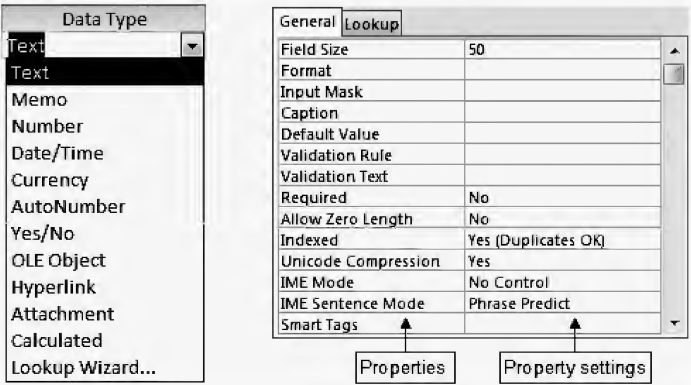 Data Type
Text
Text
Memo
Number
Date/Time
Currency
AutoNumber
Yes/No
OLE Object
Hyperlink
Attachment
Calculated
Lookup Wizard...
General Lookup
Field Size 50
Format
Input Mask
Caption
Default Value
Validation Rule
Validation Text
Required No
Allow Zero Length No
Indexed Yes (Duplicates OK)
Unicode Compression Yes
IME Mode No Control
IME Sentence Mode Phrase Predict
Smart Tags
Properties Property settings